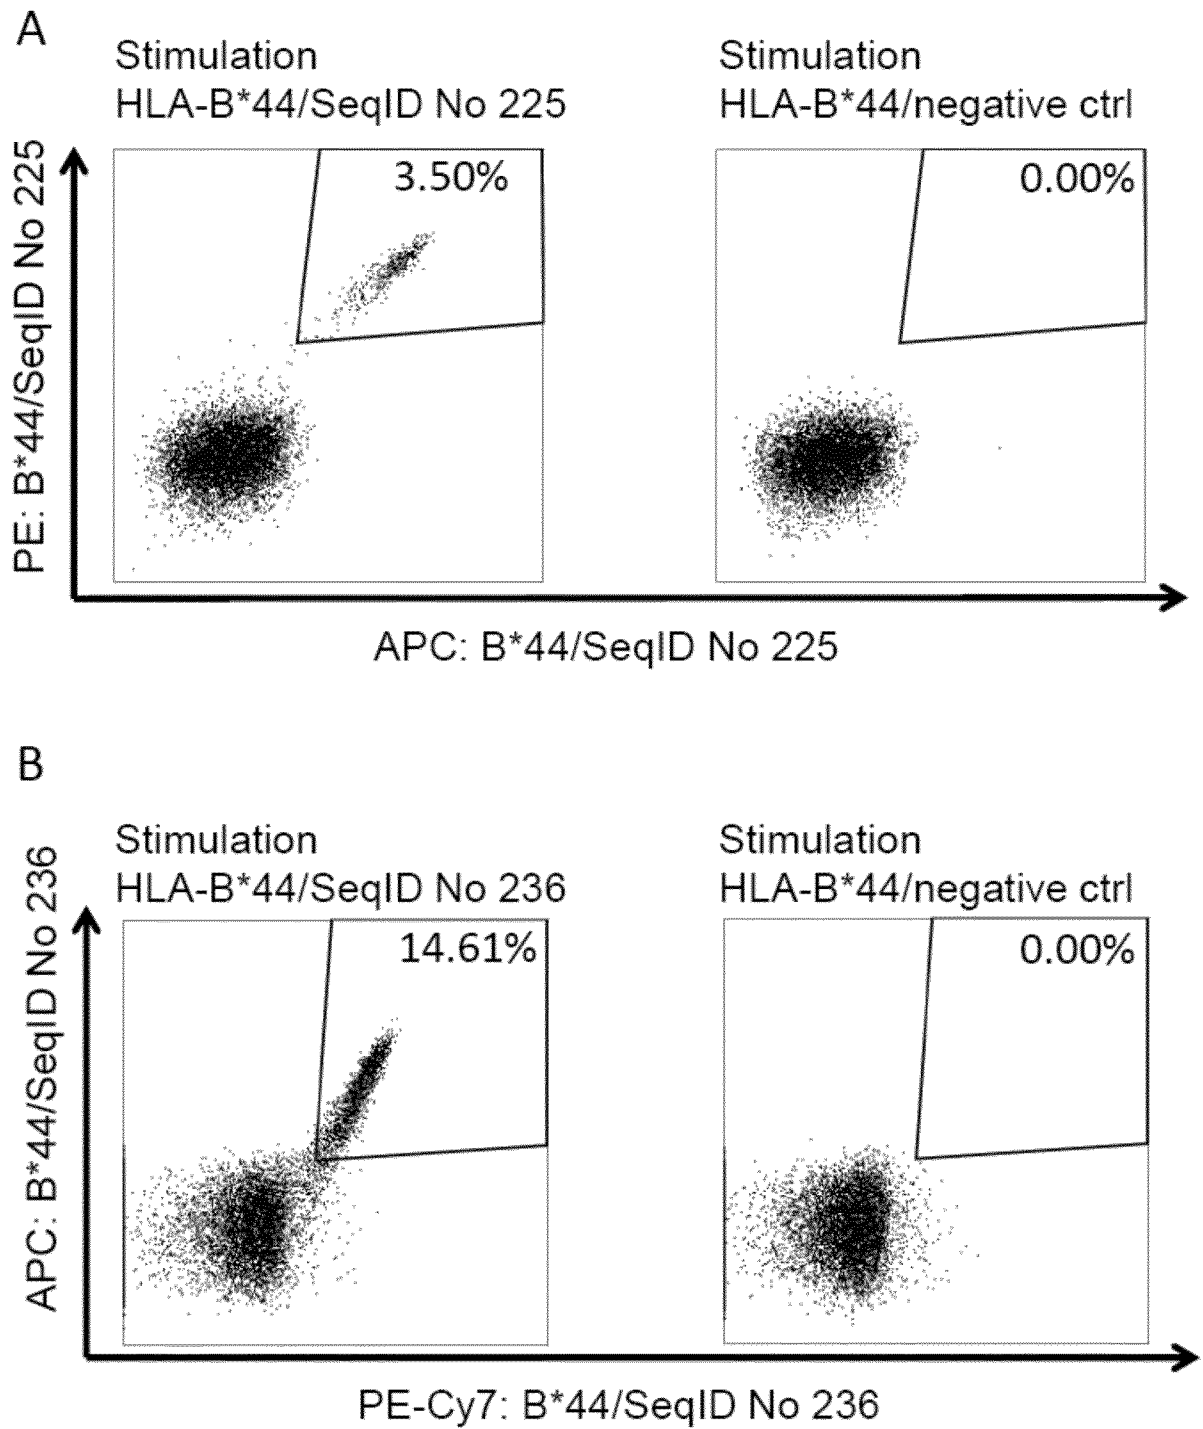 A
Stimulation
HLA-B*44/SeqID No 225
Stimulation
HLA-B*44/negative ctrl
PE: B*44/SeqID No 225
3.50%
0.00%
APC: B*44/SeqID No 225
B
Stimulation
HLA-B*44/SeqID No 236
Stimulation
HLA-B*44/negative ctrl
APC: B*44/SeqID No 236
14.61%
0.00%
PE-Cy7: B*44/SeqID No 236